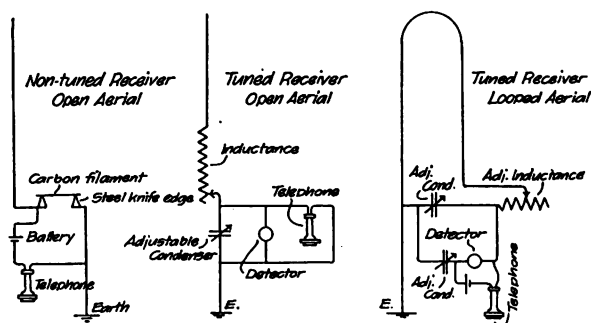 Non-tuned Receiver
Open Aerial
Carbon filament
Steel knife edge
Battery
Telephone
Earth
Tuned Receiver
Open Aerial
Inductance
Telephone
Adjustable
Condenser
Detector
E.
Tuned Receiver
Looped Aerial
Adj.
Cond.
Adj. Inductance
Detector
Adj.
Cond.
Telephone
E.